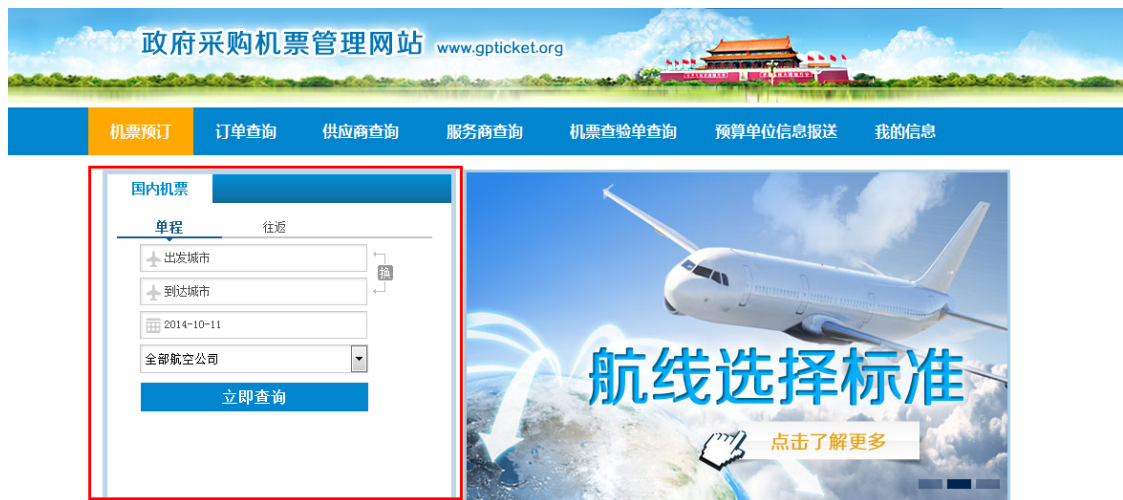 政府采购机票管理网站 www.gpticket.org
机票预订 订单查询 供应商查询 服务商查询 机票查验单查询 预算单位信息报送 我的信息
国内机票
单程 往返
出发城市
换
到达城市
2014-10-11
全部航空公司
立即查询
航线选择标准
点击了解更多